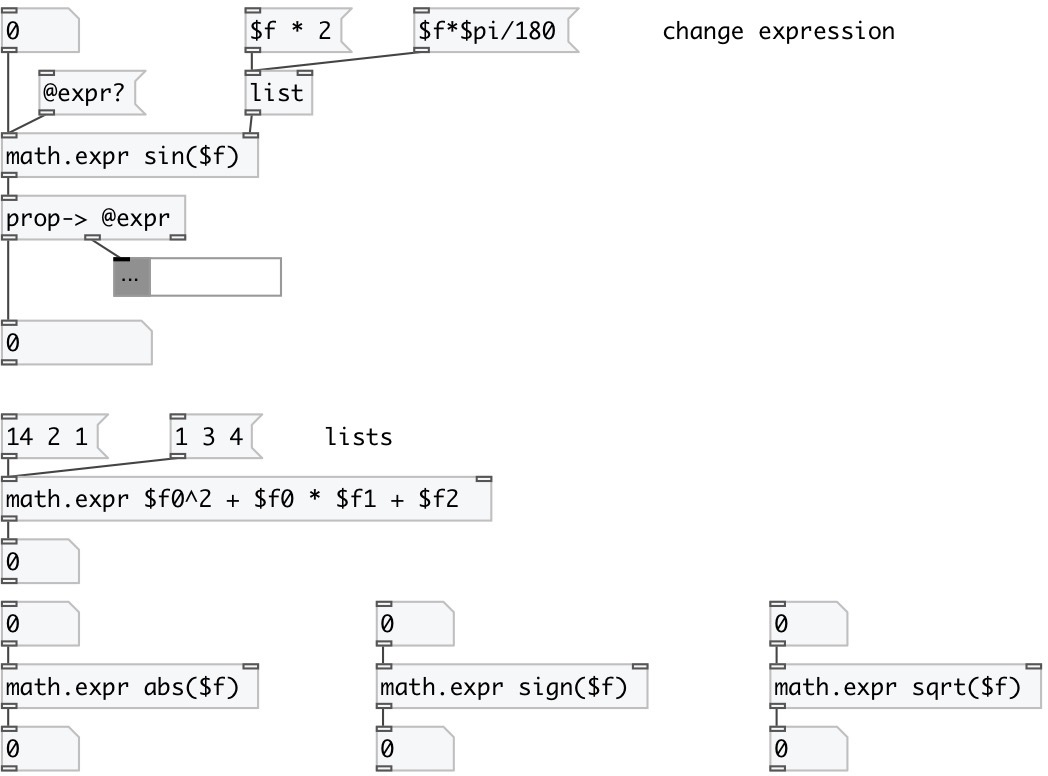 0
$f * 2
$f*$pi/180
change expression
@expr?
list
math.expr sin($f)
prop-> @expr
...
0
14 2 1
1 3 4
lists
math.expr $f0^2 + $f0 * $f1 + $f2
0
0
0
0
math.expr abs($f)
math.expr sign($f)
math.expr sqrt($f)
0
0
0